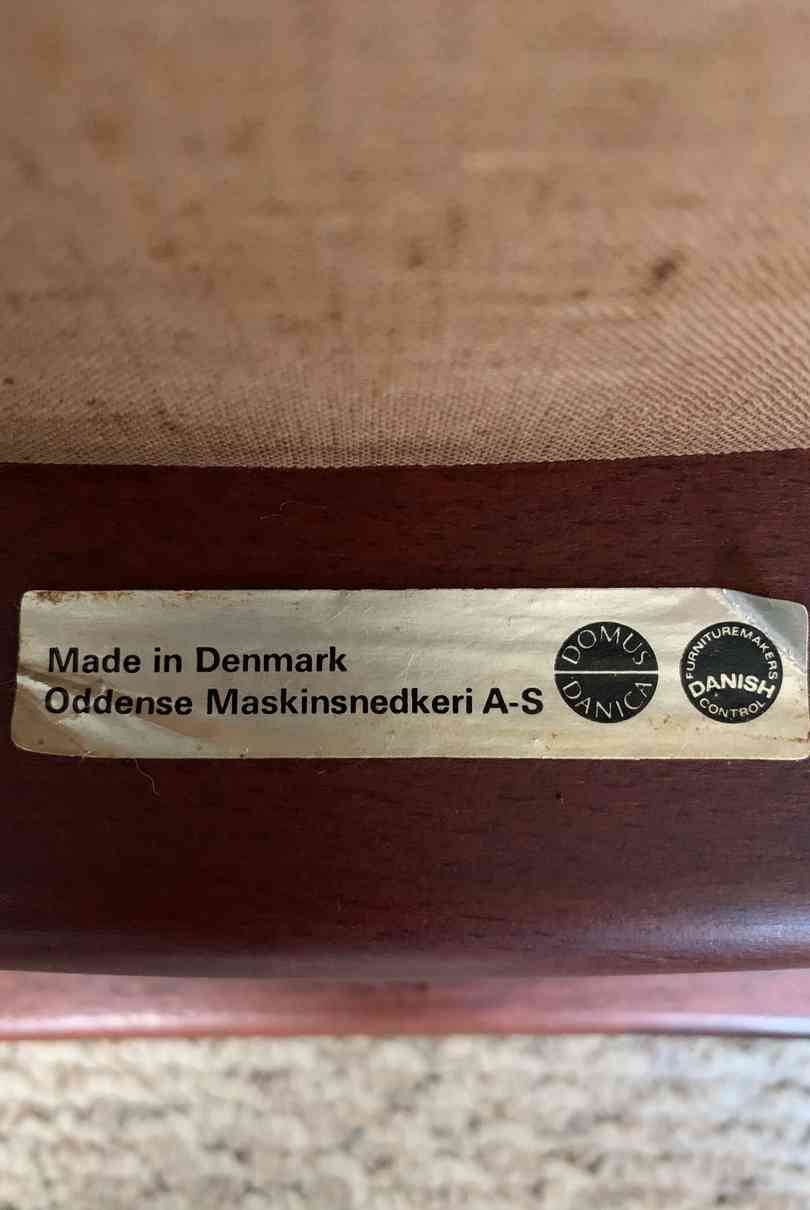 Made in Denmark
Oddense Maskinsnedkeri A-S
DOMUS
DANICA
FURNITUREMAKERS
DANISH
CONTROL